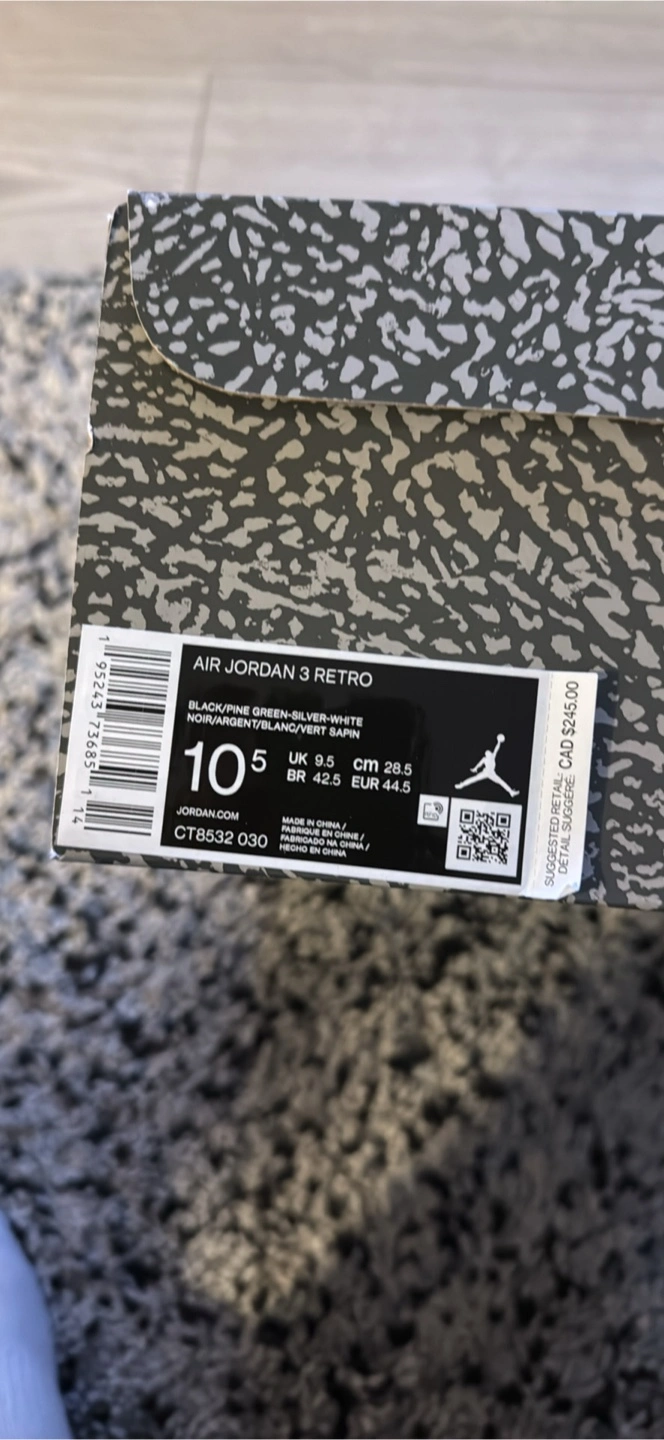 AIR JORDAN 3 RETRO
BLACK/PINE GREEN-SILVER-WHITE
NOIR/ARGENT/BLANC/VERT SAPIN
10 5
UK 9.5 cm 28.5
BR 42.5 EUR 44.5
JORDAN.COM
CT8532 030
MADE IN CHINA /
FABRIQUE EN CHINE /
FABRICADO NA CHINA /
HECHO EN CHINA
1 95243 73685 1 14
SUGGESTED RETAIL:
DETAIL SUGGÉRÉ: CAD $245.00